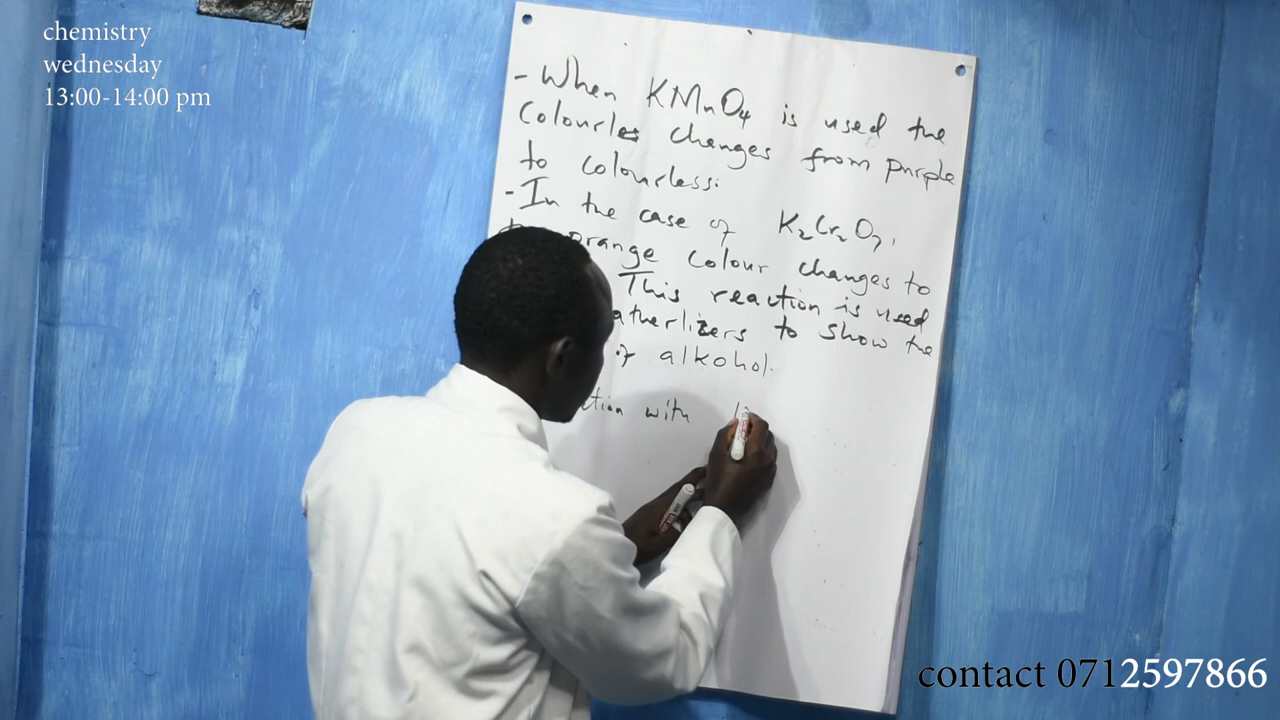 chemistry
wednesday
13:00-14:00 pm
- When KMnO4 is used the
Colourles changes from purple
to colourless.
- In the case of K2Cr2O7,
orange colour changes to
This reaction is used
to show the
of alkohol.
with
contact 0712597866